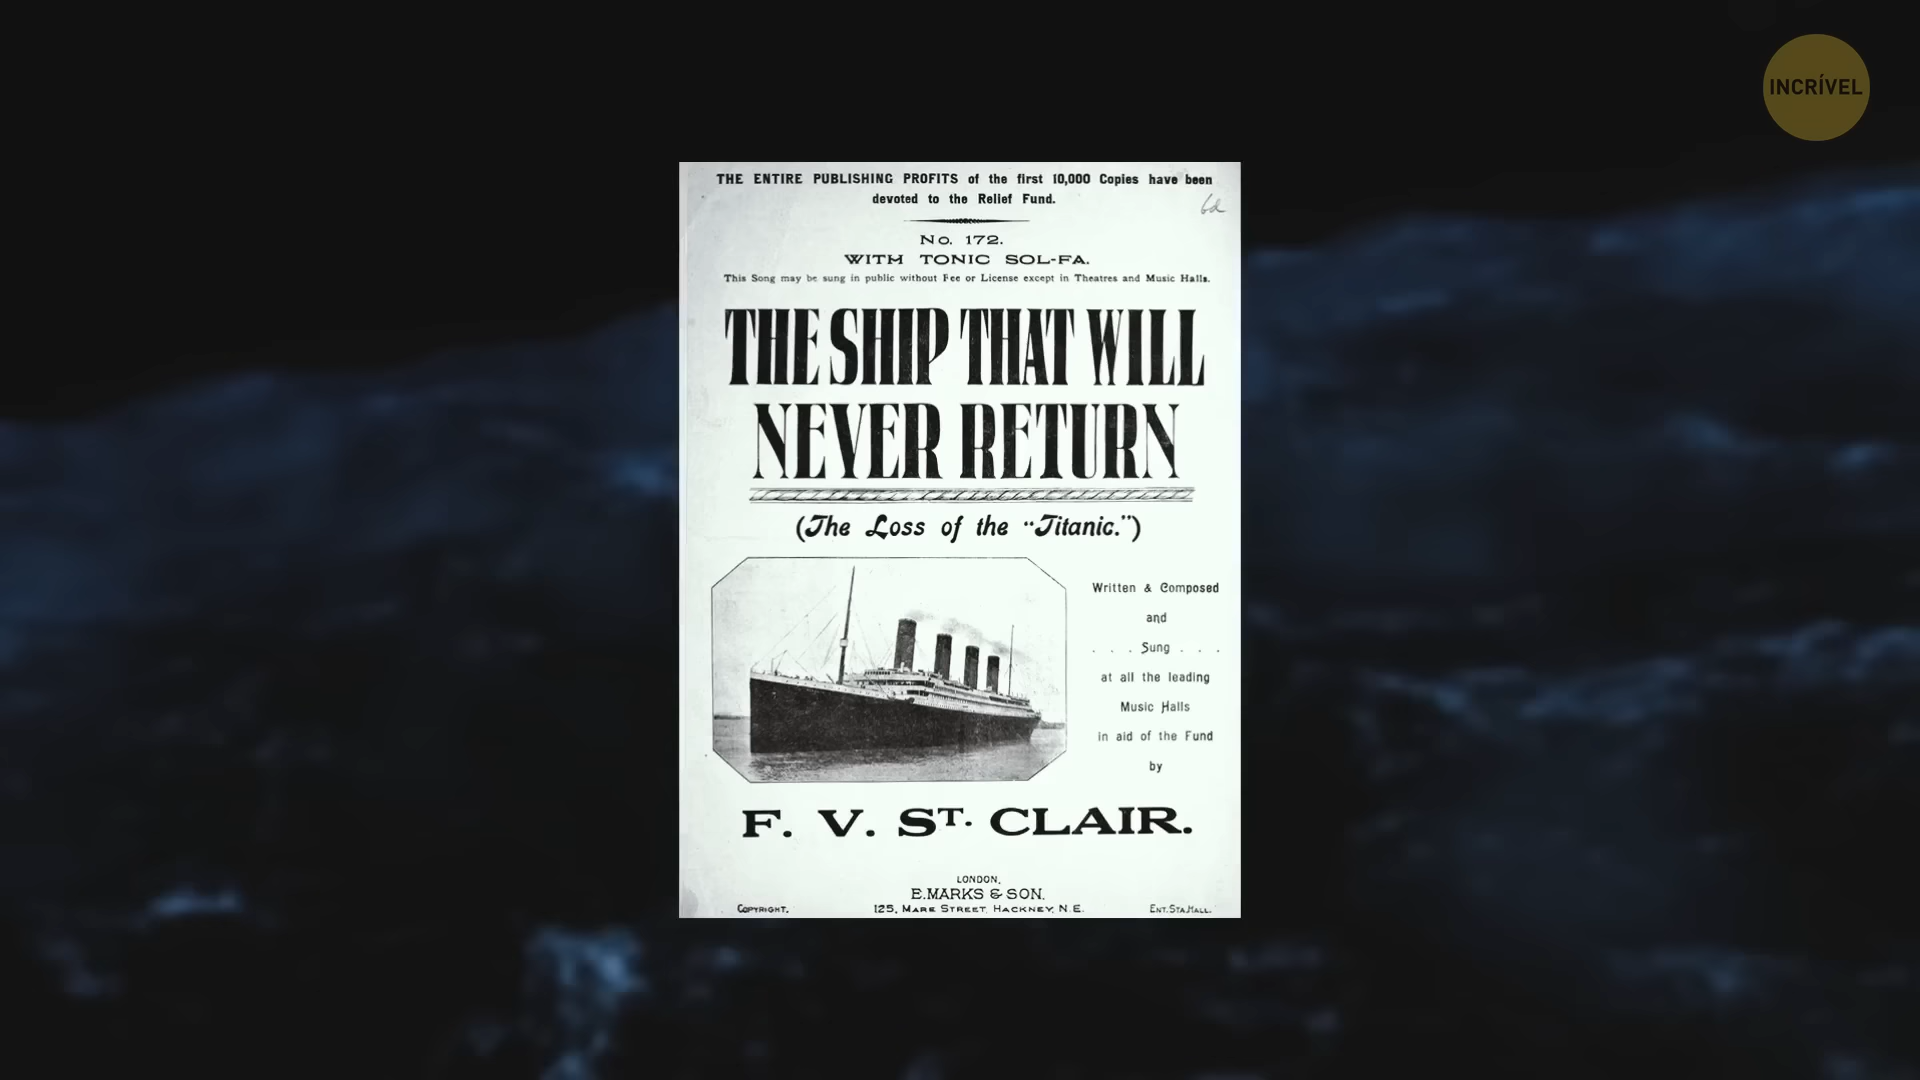 INCRÍVEL
THE ENTIRE PUBLISHING PROFITS of the first 10,000 Copies have been
devoted to the Relief Fund.
6d
No. 172.
WITH TONIC SOL-FA.
This Song may be sung in public without Fee or License except in Theatres and Music Halls.
THE SHIP THAT WILL
NEVER RETURN
(The Loss of the "Titanic.")
Written & Composed
and
. . . Sung . . .
at all the leading
Music Halls
in aid of the Fund
by
F. V. ST. CLAIR.
LONDON,
E. MARKS & SON,
COPYRIGHT. 125, MARE STREET, HACKNEY, N.E. ENT. STA. HALL.